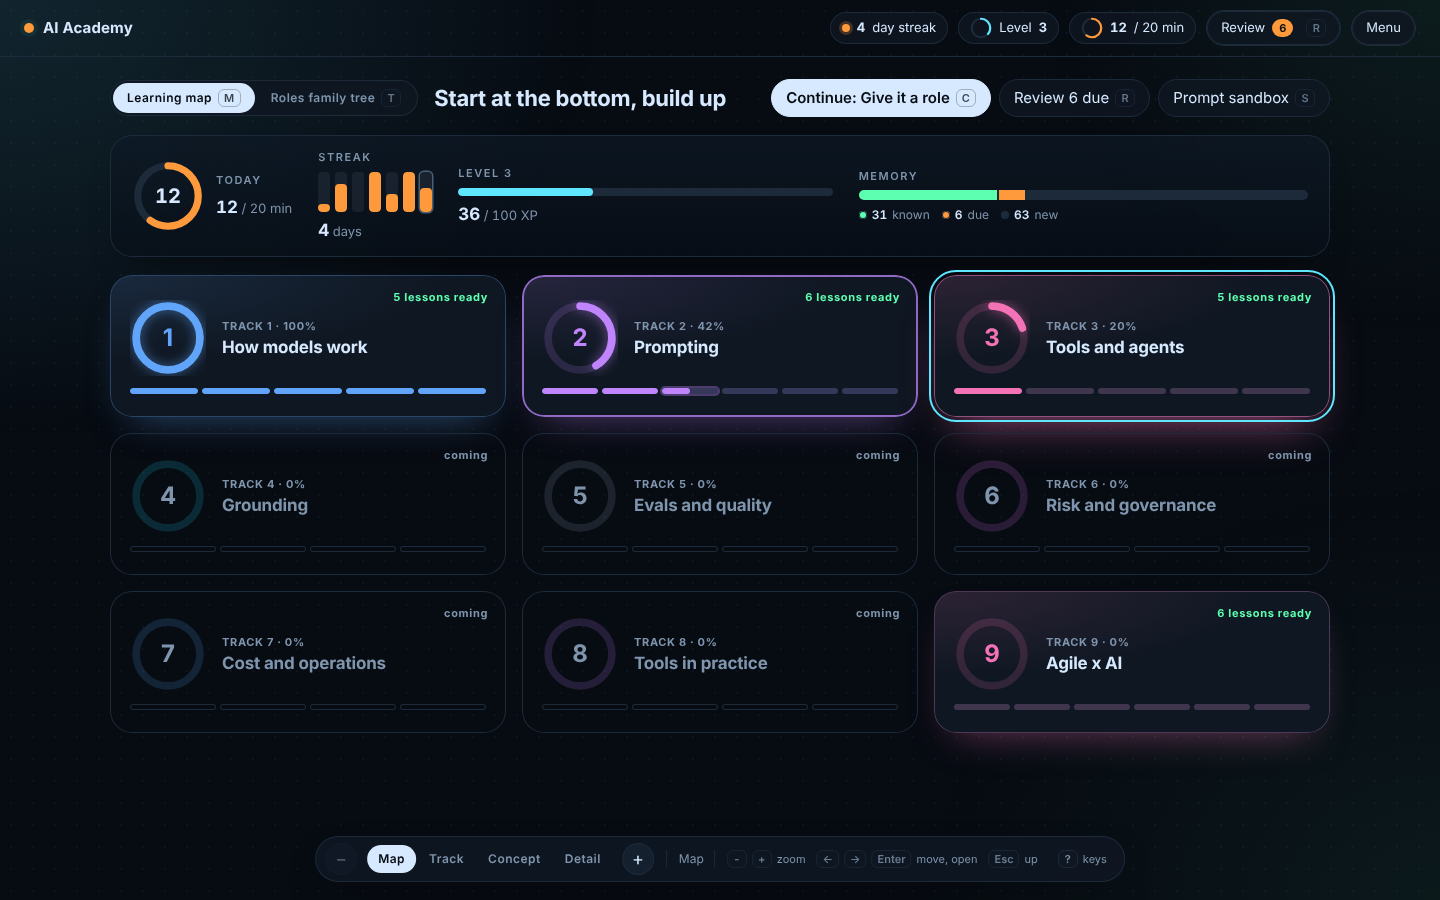 AI Academy
4 day streak
Level 3
12 / 20 min
Review 6 R
Menu
Learning map M
Roles family tree T
Start at the bottom, build up
Continue: Give it a role C
Review 6 due R
Prompt sandbox S
12
TODAY
12 / 20 min
STREAK
4 days
LEVEL 3
36 / 100 XP
MEMORY
31 known 6 due 63 new
5 lessons ready
1
TRACK 1 · 100%
How models work
6 lessons ready
2
TRACK 2 · 42%
Prompting
5 lessons ready
3
TRACK 3 · 20%
Tools and agents
coming
4
TRACK 4 · 0%
Grounding
coming
5
TRACK 5 · 0%
Evals and quality
coming
6
TRACK 6 · 0%
Risk and governance
coming
7
TRACK 7 · 0%
Cost and operations
coming
8
TRACK 8 · 0%
Tools in practice
6 lessons ready
9
TRACK 9 · 0%
Agile x AI
− Map Track Concept Detail + Map - + zoom ← → Enter move, open Esc up ? keys